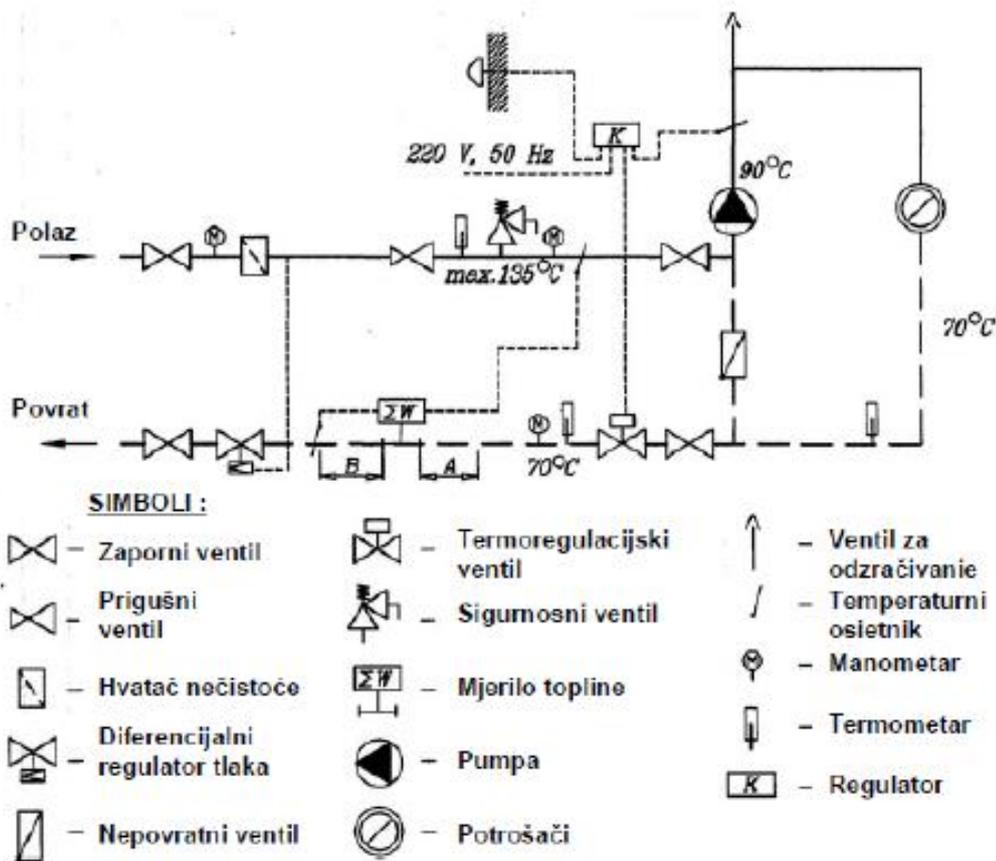 K
220 V, 50 Hz
90°C
Polaz
M
M
max.135°C
70°C
Povrat
ΣW
M
B
A
70°C
SIMBOLI :
– Zaporni ventil
– Prigušni
ventil
– Hvatač nečistoće
– Diferencijalni
regulator tlaka
– Nepovratni ventil
– Termoregulacijski
ventil
– Sigurnosni ventil
ΣW – Mjerilo topline
– Pumpa
– Potrošači
– Ventil za
odzračivanje
– Temperaturni
osietnik
M – Manometar
– Termometar
K – Regulator